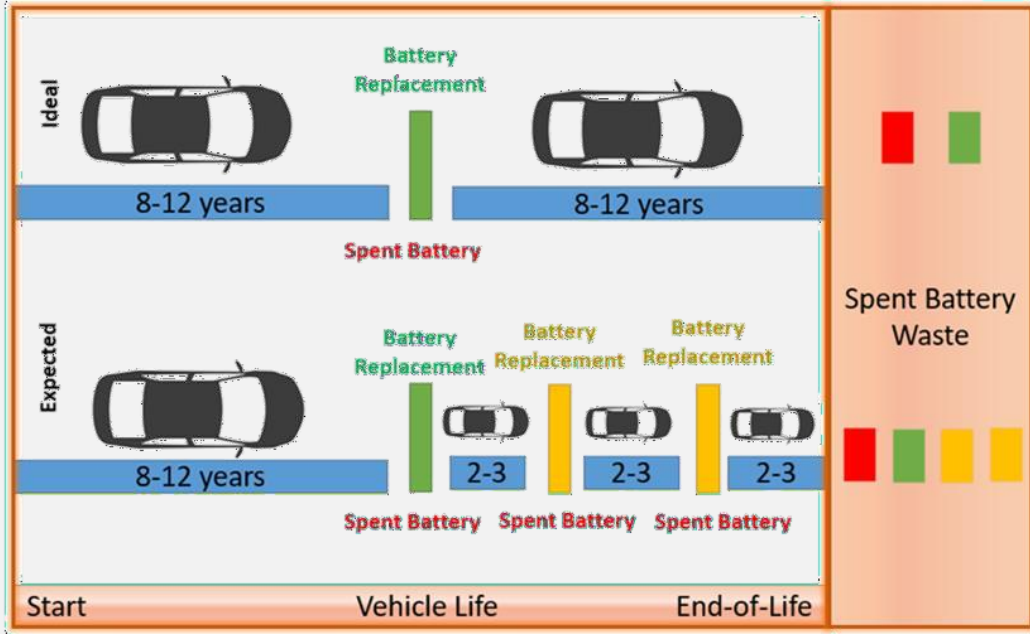 Ideal
Battery
Replacement
8-12 years
8-12 years
Spent Battery
Expected
Battery
Replacement
Battery
Replacement
Battery
Replacement
8-12 years
2-3
2-3
2-3
Spent Battery
Spent Battery
Spent Battery
Start
Vehicle Life
End-of-Life
Spent Battery
Waste